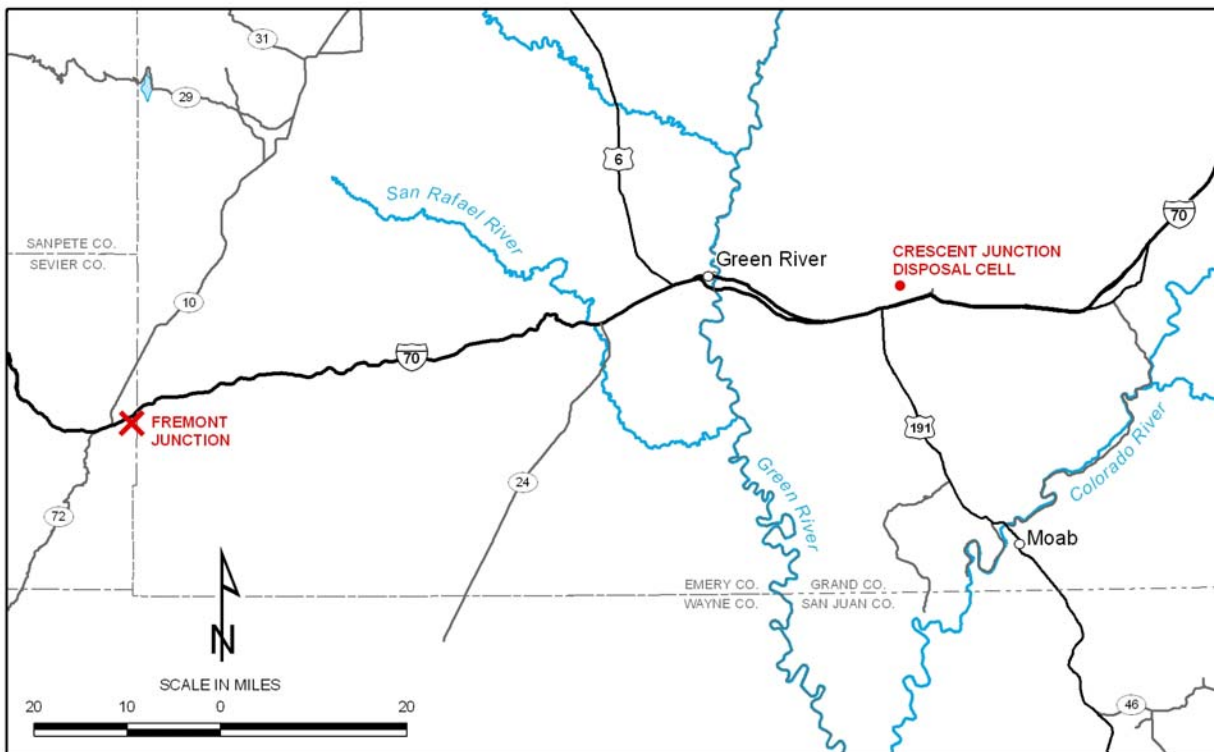 31
29
6
San Rafael River
70
SANPETE CO.
SEVIER CO.
Green River
CRESCENT JUNCTION
DISPOSAL CELL
10
70
FREMONT
JUNCTION
191
Colorado River
24
Green River
72
Moab
EMERY CO.
GRAND CO.
WAYNE CO.
SAN JUAN CO.
N
SCALE IN MILES
20
10
0
20
46